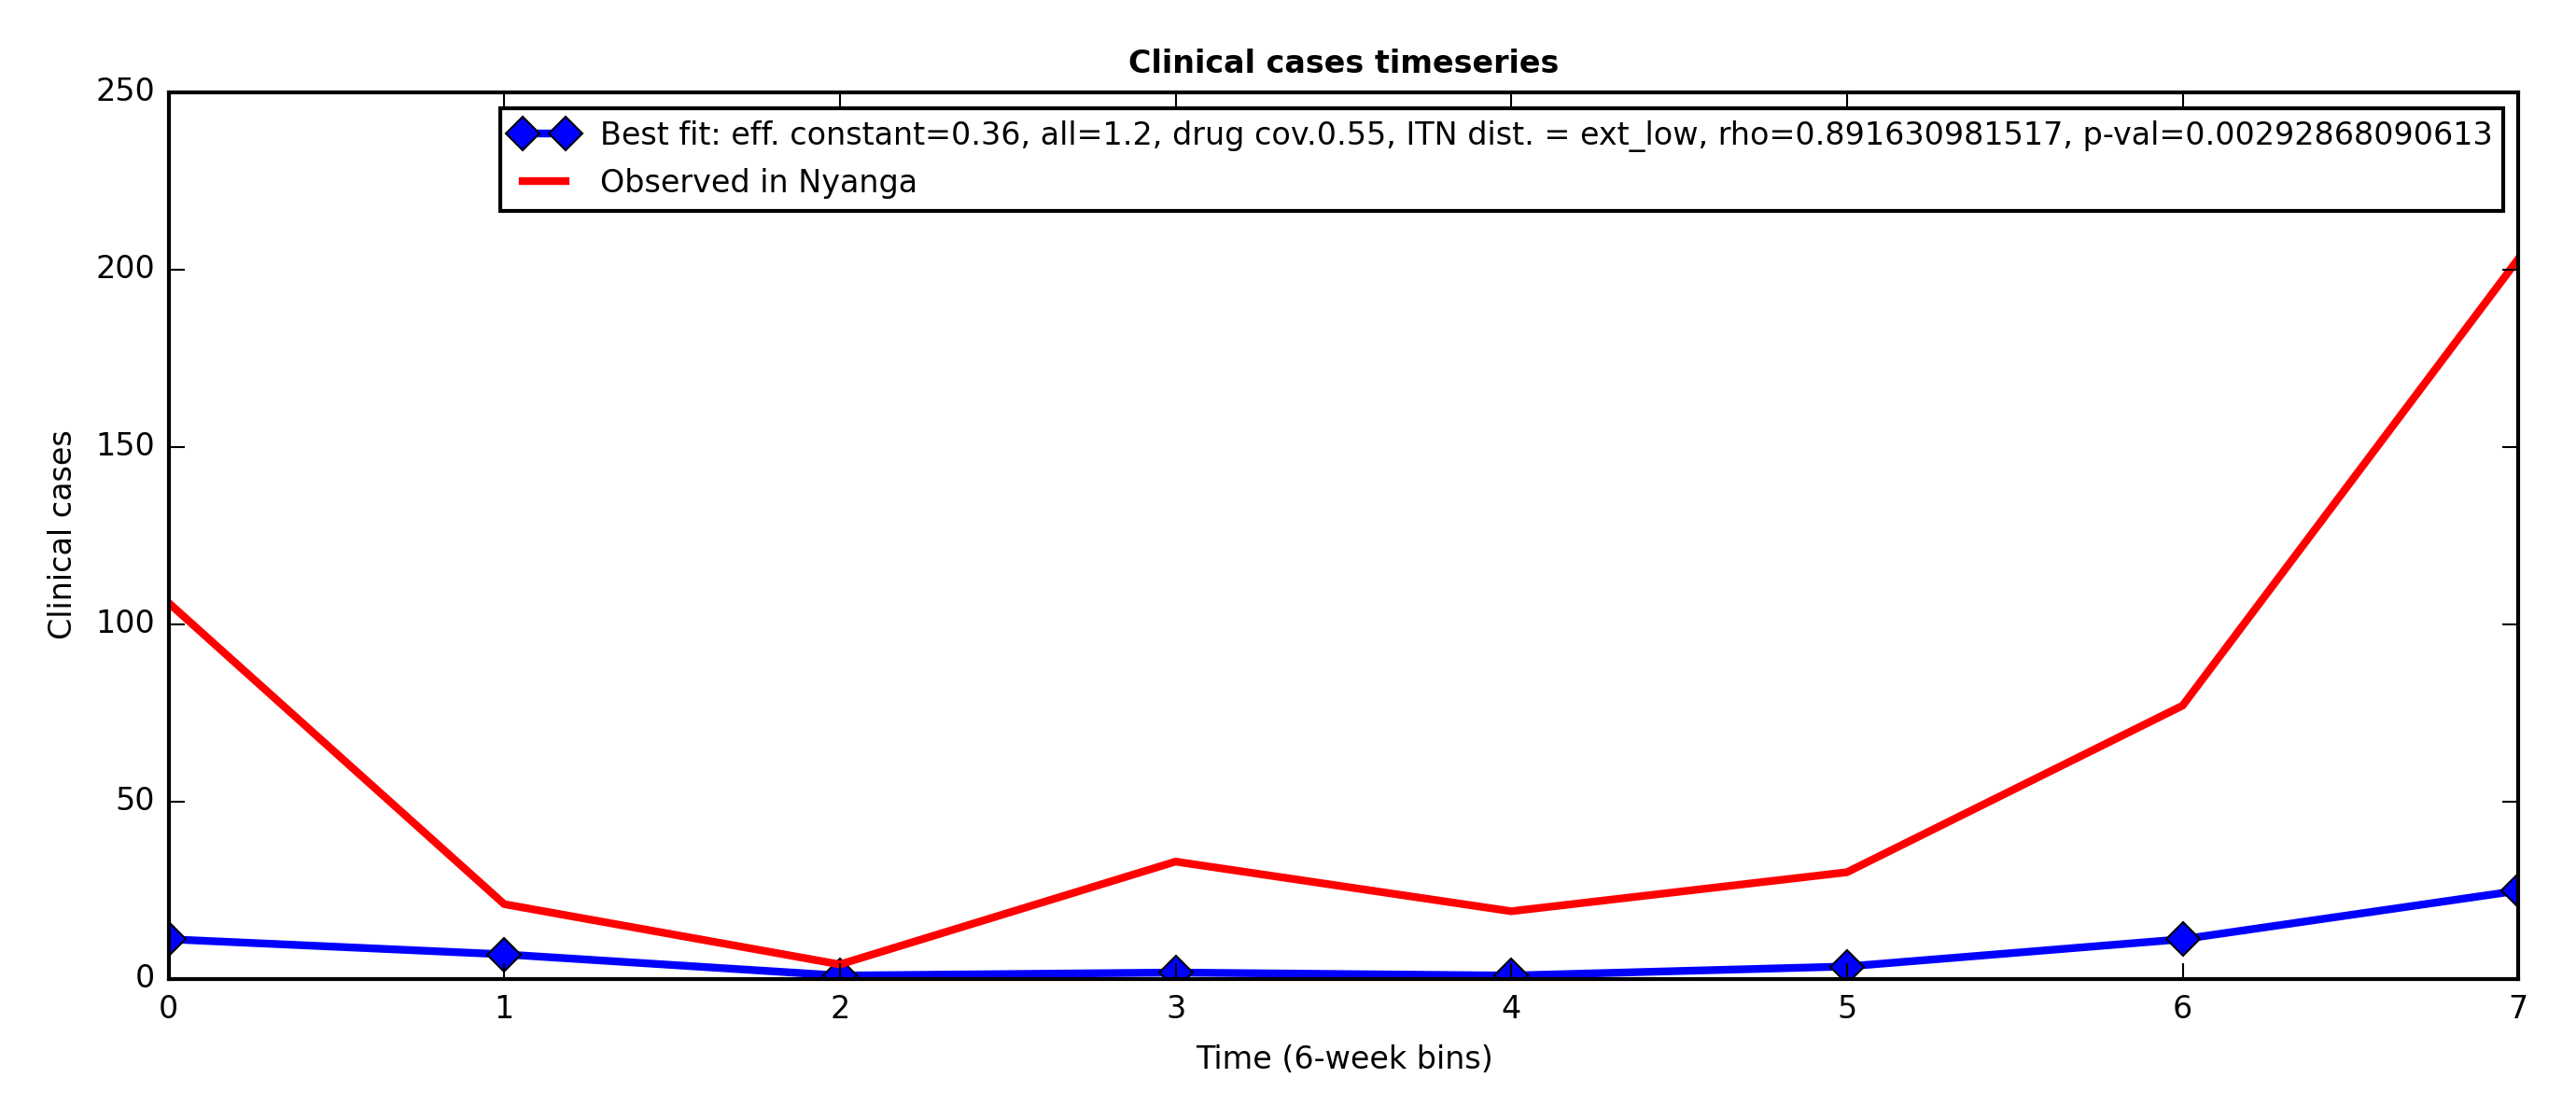 Clinical cases timeseries
250
Best fit: eff. constant=0.36, all=1.2, drug cov.0.55, ITN dist. = ext_low, rho=0.891630981517, p-val=0.00292868090613
Observed in Nyanga
200
150
Clinical cases
100
50
0
0 1 2 3 4 5 6 7
Time (6-week bins)